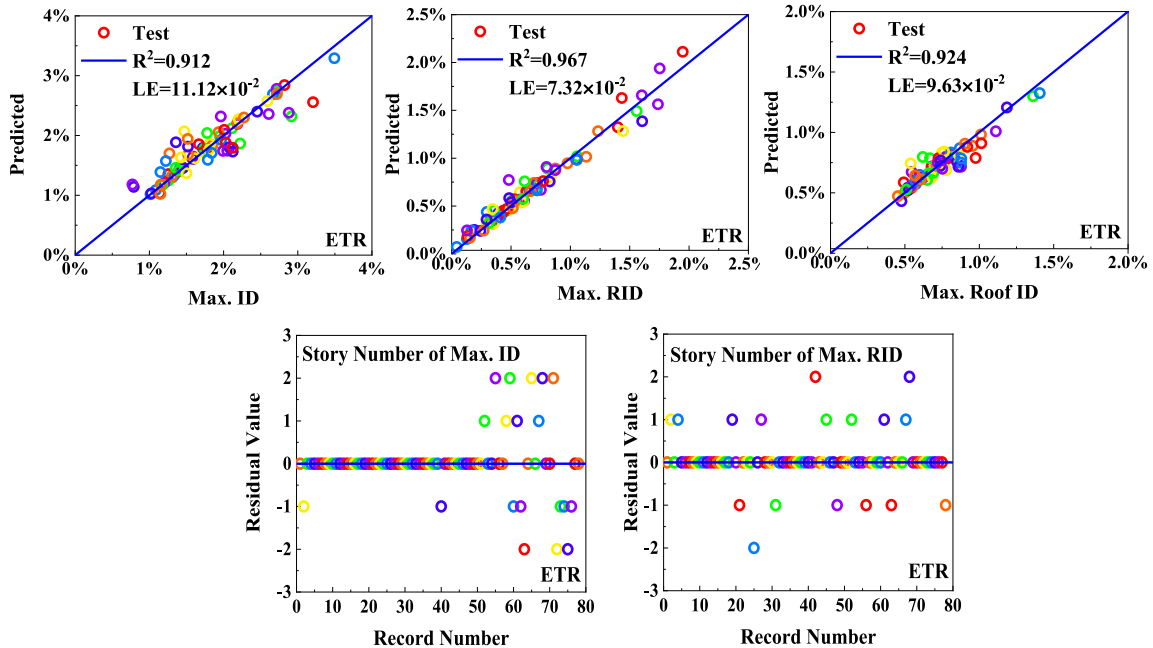 4%
3%
2%
1%
0%
Predicted
Test
R²=0.912
LE=11.12×10⁻²
ETR
0%
1%
2%
3%
4%
Max. ID
2.5%
2.0%
1.5%
1.0%
0.5%
0.0%
Predicted
Test
R²=0.967
LE=7.32×10⁻²
ETR
0.0%
0.5%
1.0%
1.5%
2.0%
2.5%
Max. RID
2.0%
1.5%
1.0%
0.5%
0.0%
Predicted
Test
R²=0.924
LE=9.63×10⁻²
ETR
0.0%
0.5%
1.0%
1.5%
2.0%
Max. Roof ID
3
2
1
0
-1
-2
-3
Residual Value
Story Number of Max. ID
ETR
0
10
20
30
40
50
60
70
80
Record Number
3
2
1
0
-1
-2
-3
Residual Value
Story Number of Max. RID
ETR
0
10
20
30
40
50
60
70
80
Record Number